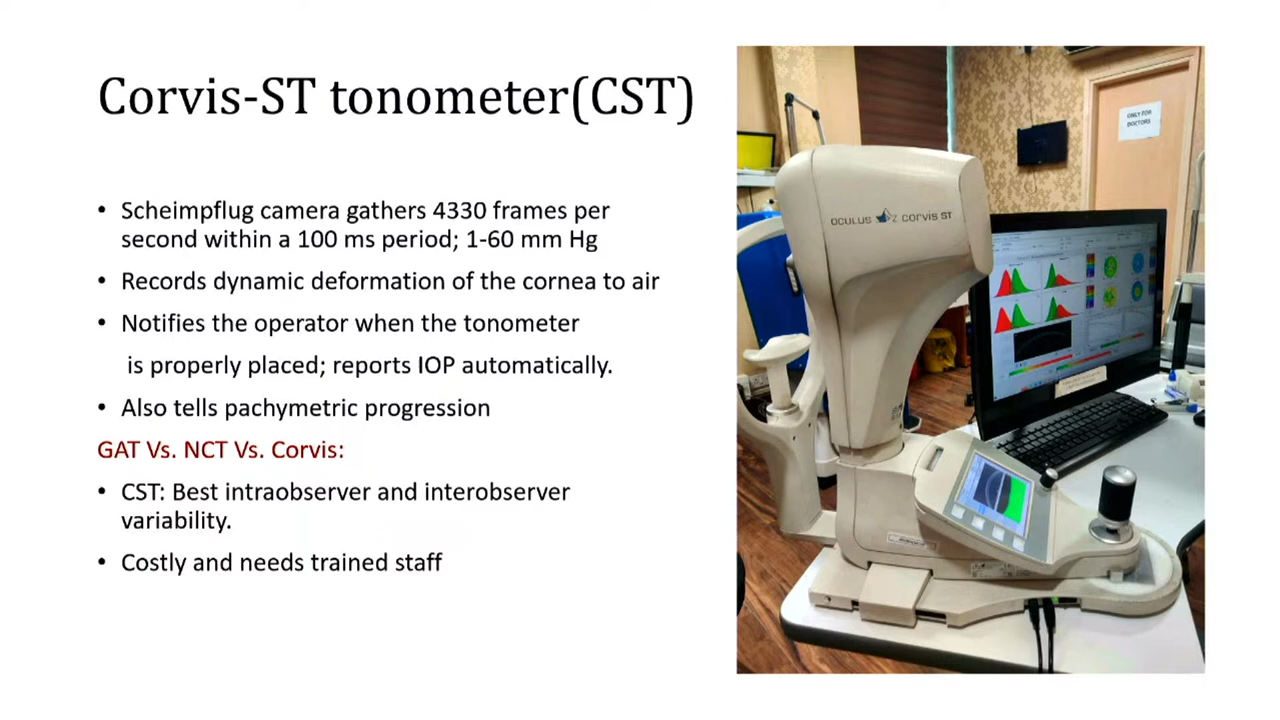 Corvis-ST tonometer(CST)
• Scheimpflug camera gathers 4330 frames per
second within a 100 ms period; 1-60 mm Hg
• Records dynamic deformation of the cornea to air
• Notifies the operator when the tonometer
is properly placed; reports IOP automatically.
• Also tells pachymetric progression
GAT Vs. NCT Vs. Corvis:
• CST: Best intraobserver and interobserver
variability.
• Costly and needs trained staff
ONLY FOR
DOCTORS
OCULUS corvis ST